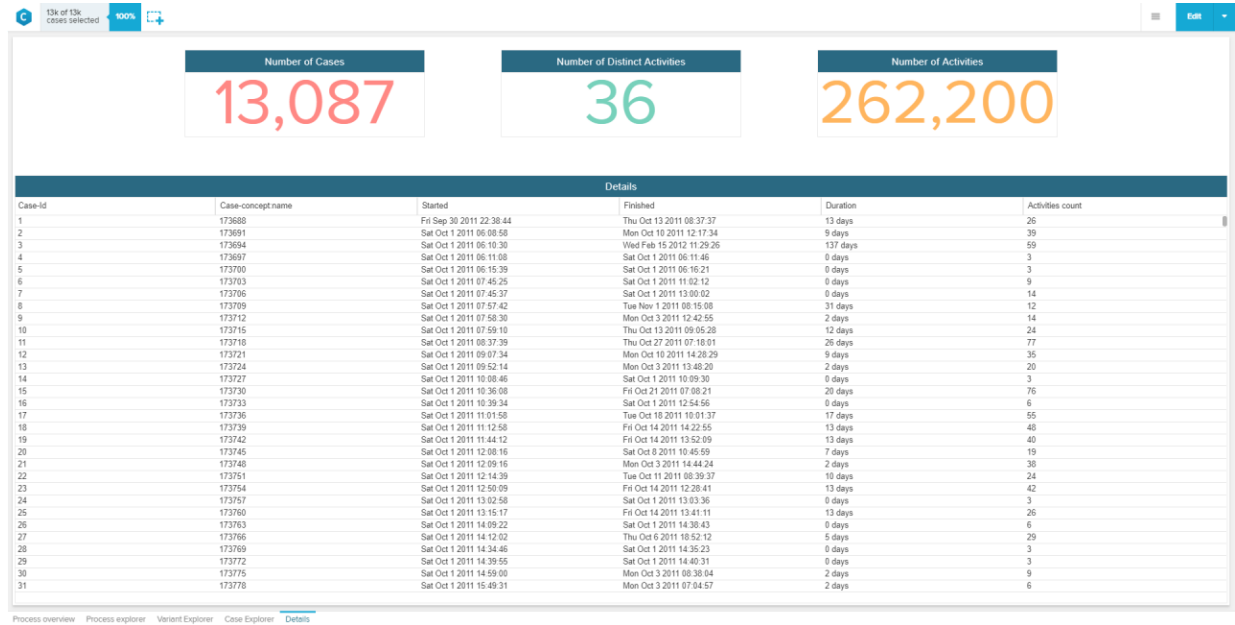 C 13k of 13k cases selected 100% Edit
Number of Cases Number of Distinct Activities Number of Activities
13,087 36 262,200
Details
Case-Id Case-concept:name Started Finished Duration Activities count
1 173688 Fri Sep 30 2011 22:38:44 Thu Oct 13 2011 08:37:37 13 days 26
2 173691 Sat Oct 1 2011 06:08:58 Mon Oct 10 2011 12:17:34 9 days 39
3 173694 Sat Oct 1 2011 06:10:30 Wed Feb 15 2012 11:29:26 137 days 59
4 173697 Sat Oct 1 2011 06:11:08 Sat Oct 1 2011 06:11:46 0 days 3
5 173700 Sat Oct 1 2011 06:15:39 Sat Oct 1 2011 06:16:21 0 days 3
6 173703 Sat Oct 1 2011 07:45:25 Sat Oct 1 2011 11:02:12 0 days 9
7 173706 Sat Oct 1 2011 07:45:37 Sat Oct 1 2011 13:00:02 0 days 14
8 173709 Sat Oct 1 2011 07:57:42 Tue Nov 1 2011 08:15:08 31 days 12
9 173712 Sat Oct 1 2011 07:58:30 Mon Oct 3 2011 12:42:55 2 days 14
10 173715 Sat Oct 1 2011 07:59:10 Thu Oct 13 2011 09:05:28 12 days 24
11 173718 Sat Oct 1 2011 08:37:39 Thu Oct 27 2011 07:18:01 26 days 77
12 173721 Sat Oct 1 2011 09:07:34 Mon Oct 10 2011 14:28:29 9 days 35
13 173724 Sat Oct 1 2011 09:52:14 Mon Oct 3 2011 13:48:20 2 days 20
14 173727 Sat Oct 1 2011 10:08:46 Sat Oct 1 2011 10:09:30 0 days 3
15 173730 Sat Oct 1 2011 10:36:08 Fri Oct 21 2011 07:08:21 20 days 76
16 173733 Sat Oct 1 2011 10:39:34 Sat Oct 1 2011 12:54:56 0 days 6
17 173736 Sat Oct 1 2011 11:01:58 Tue Oct 18 2011 10:01:37 17 days 55
18 173739 Sat Oct 1 2011 11:12:58 Fri Oct 14 2011 14:22:55 13 days 48
19 173742 Sat Oct 1 2011 11:44:12 Fri Oct 14 2011 13:52:09 13 days 40
20 173745 Sat Oct 1 2011 12:08:16 Sat Oct 8 2011 10:45:59 7 days 19
21 173748 Sat Oct 1 2011 12:09:16 Mon Oct 3 2011 14:44:24 2 days 38
22 173751 Sat Oct 1 2011 12:14:39 Tue Oct 11 2011 08:39:37 10 days 24
23 173754 Sat Oct 1 2011 12:50:09 Fri Oct 14 2011 12:28:41 13 days 42
24 173757 Sat Oct 1 2011 13:02:58 Sat Oct 1 2011 13:03:36 0 days 3
25 173760 Sat Oct 1 2011 13:15:17 Fri Oct 14 2011 13:41:11 13 days 26
26 173763 Sat Oct 1 2011 14:09:22 Sat Oct 1 2011 14:38:43 0 days 6
27 173766 Sat Oct 1 2011 14:12:02 Thu Oct 6 2011 18:52:12 5 days 29
28 173769 Sat Oct 1 2011 14:34:46 Sat Oct 1 2011 14:35:23 0 days 3
29 173772 Sat Oct 1 2011 14:39:55 Sat Oct 1 2011 14:40:31 0 days 3
30 173775 Sat Oct 1 2011 14:59:00 Mon Oct 3 2011 08:38:04 2 days 9
31 173778 Sat Oct 1 2011 15:49:31 Mon Oct 3 2011 07:04:57 2 days 6
Process overview Process explorer Variant Explorer Case Explorer Details